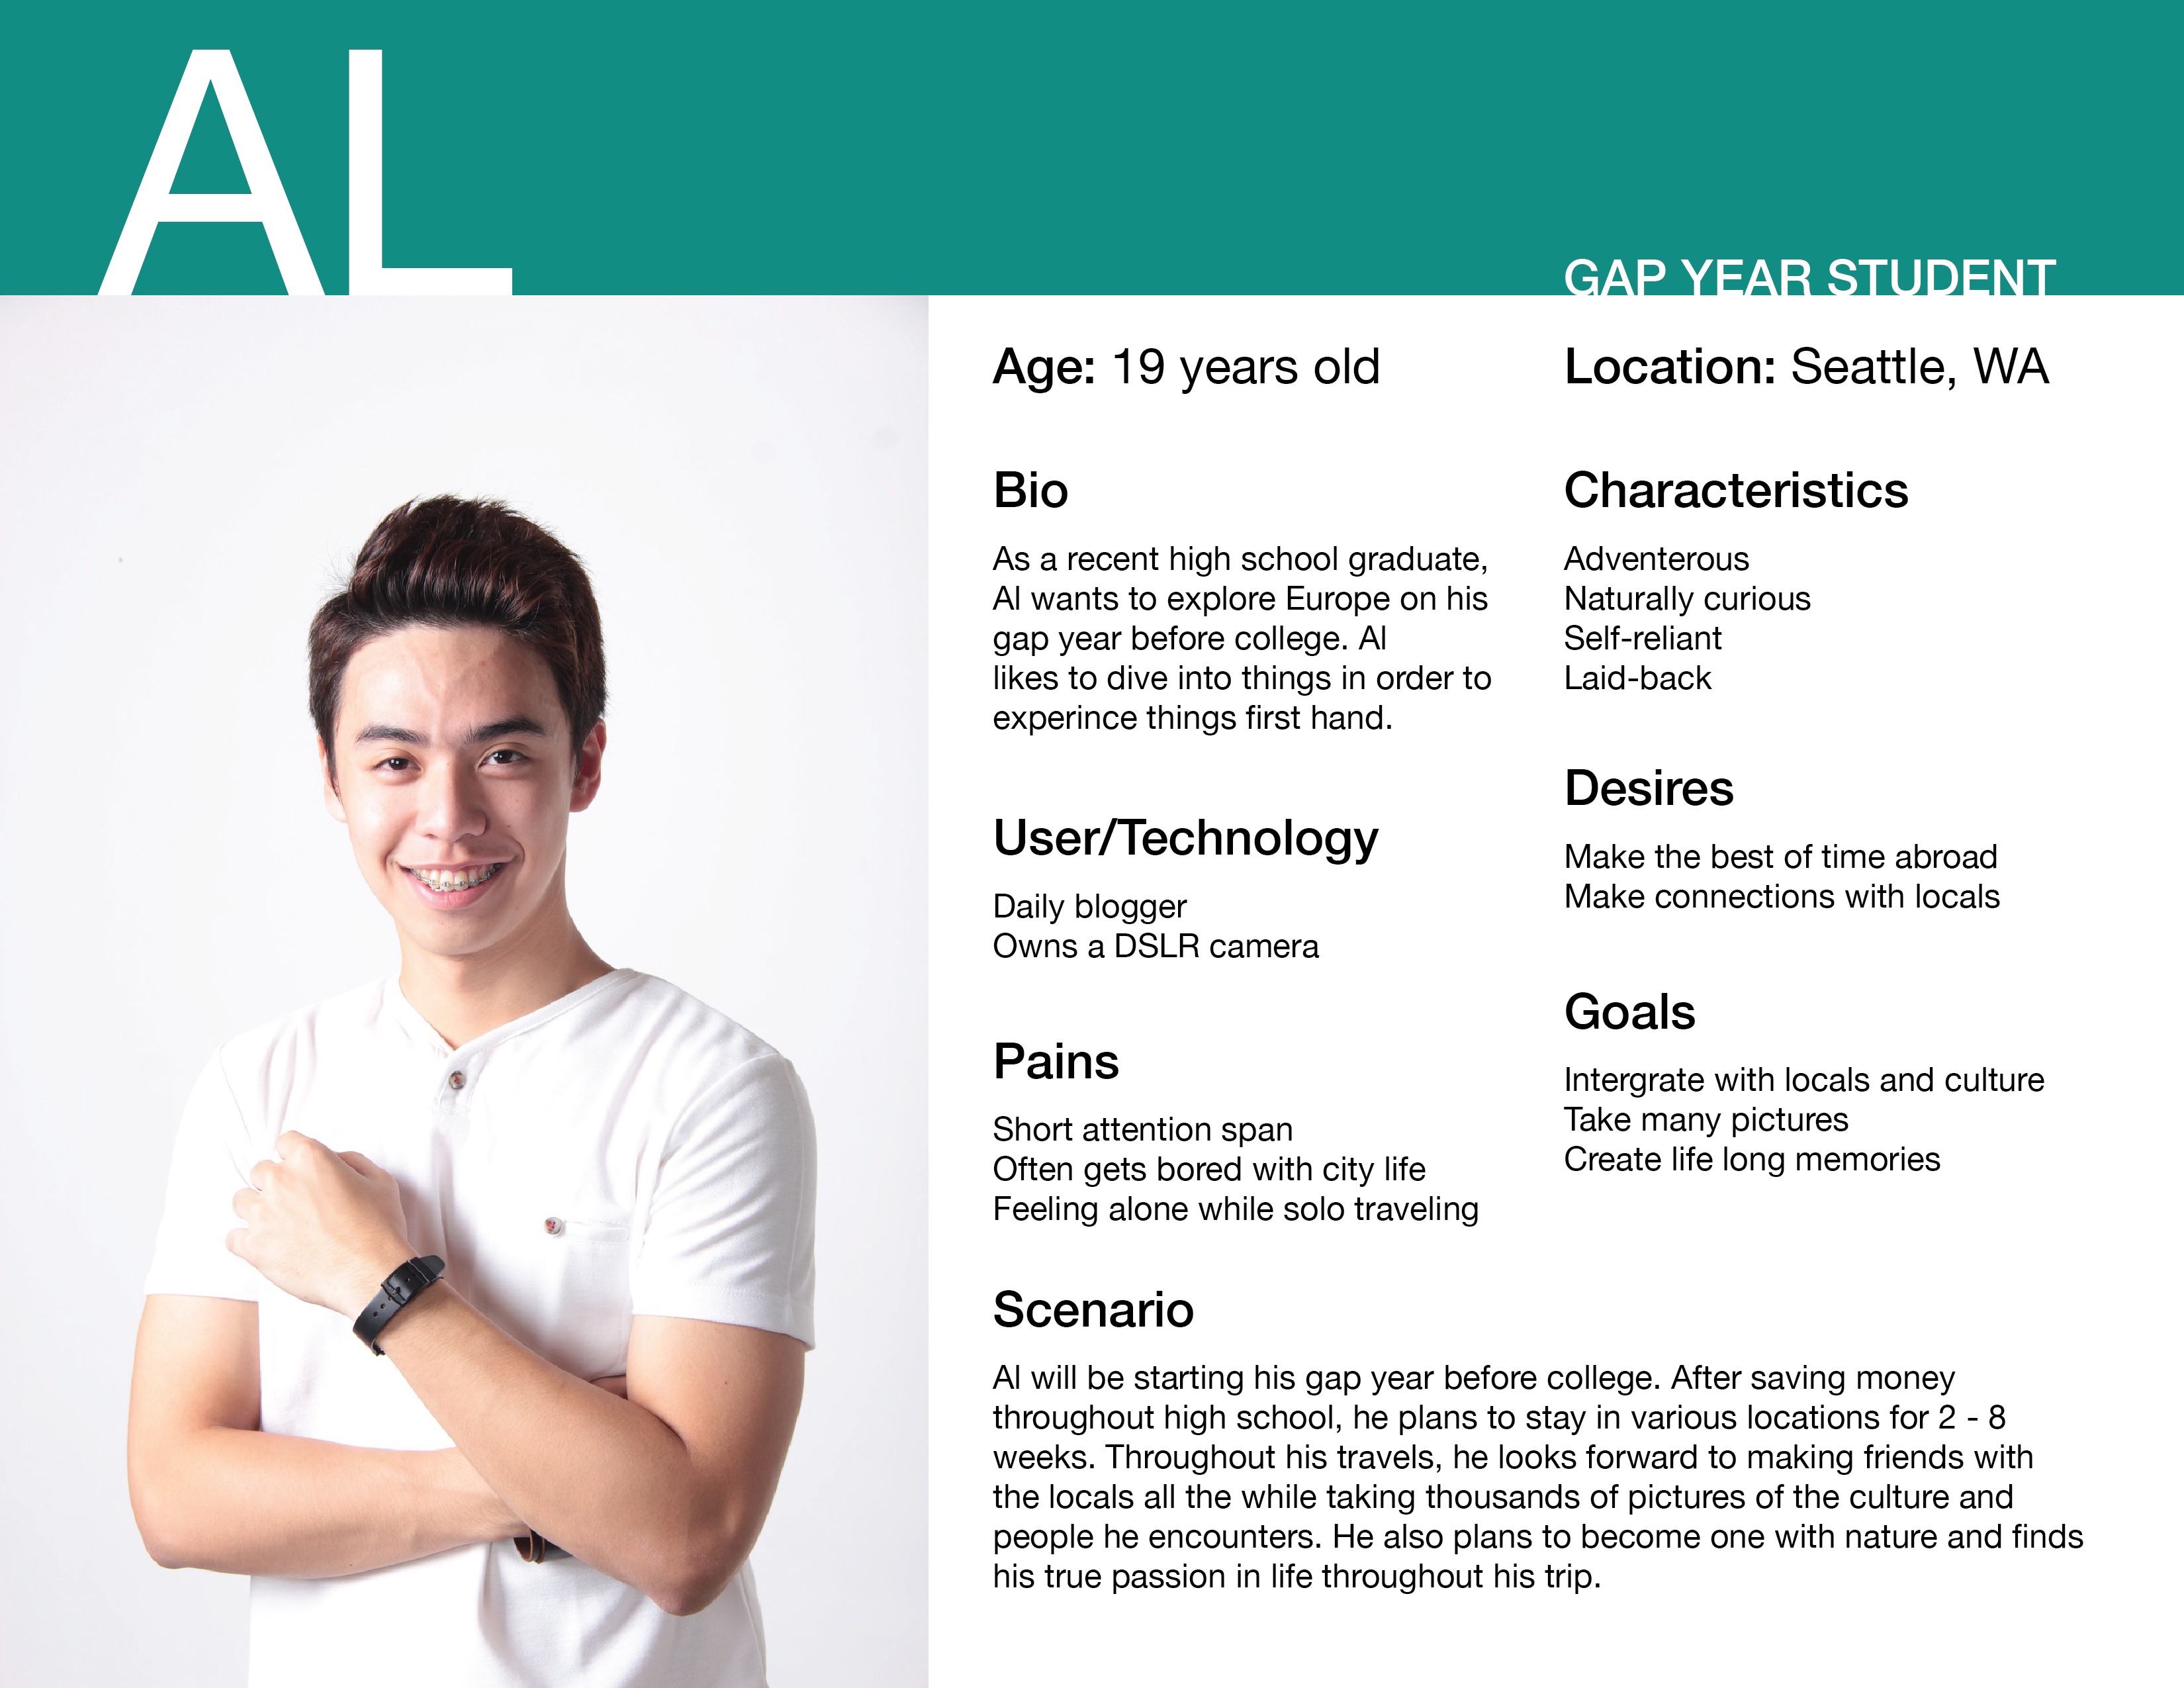 AL
GAP YEAR STUDENT
Age: 19 years old
Location: Seattle, WA
Bio
As a recent high school graduate,
Al wants to explore Europe on his
gap year before college. Al
likes to dive into things in order to
experince things first hand.
User/Technology
Daily blogger
Owns a DSLR camera
Pains
Short attention span
Often gets bored with city life
Feeling alone while solo traveling
Characteristics
Adventerous
Naturally curious
Self-reliant
Laid-back
Desires
Make the best of time abroad
Make connections with locals
Goals
Intergrate with locals and culture
Take many pictures
Create life long memories
Scenario
Al will be starting his gap year before college. After saving money
throughout high school, he plans to stay in various locations for 2 - 8
weeks. Throughout his travels, he looks forward to making friends with
the locals all the while taking thousands of pictures of the culture and
people he encounters. He also plans to become one with nature and finds
his true passion in life throughout his trip.